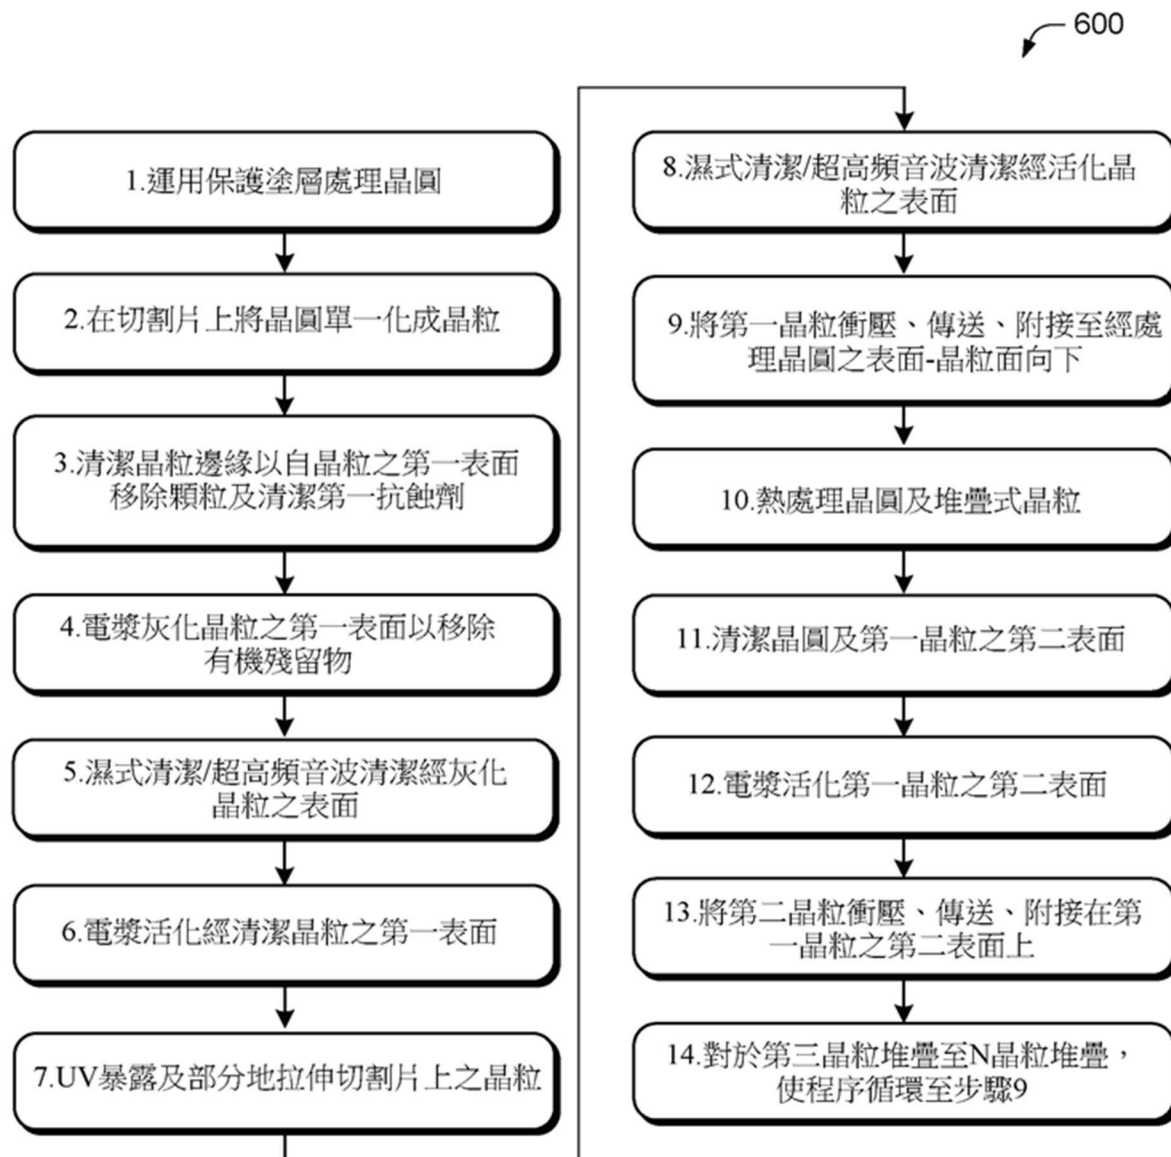 600
1.運用保護塗層處理晶圓
2.在切割片上將晶圓單一化成晶粒
3.清潔晶粒邊緣以自晶粒之第一表面
移除顆粒及清潔第一抗蝕劑
4.電漿灰化晶粒之第一表面以移除
有機殘留物
5.濕式清潔/超高頻音波清潔經灰化
晶粒之表面
6.電漿活化經清潔晶粒之第一表面
7.UV暴露及部分地拉伸切割片上之晶粒
8.濕式清潔/超高頻音波清潔經活化晶
粒之表面
9.將第一晶粒衝壓、傳送、附接至經處
理晶圓之表面-晶粒面向下
10.熱處理晶圓及堆疊式晶粒
11.清潔晶圓及第一晶粒之第二表面
12.電漿活化第一晶粒之第二表面
13.將第二晶粒衝壓、傳送、附接在第
一晶粒之第二表面上
14.對於第三晶粒堆疊至N晶粒堆疊，
使程序循環至步驟9